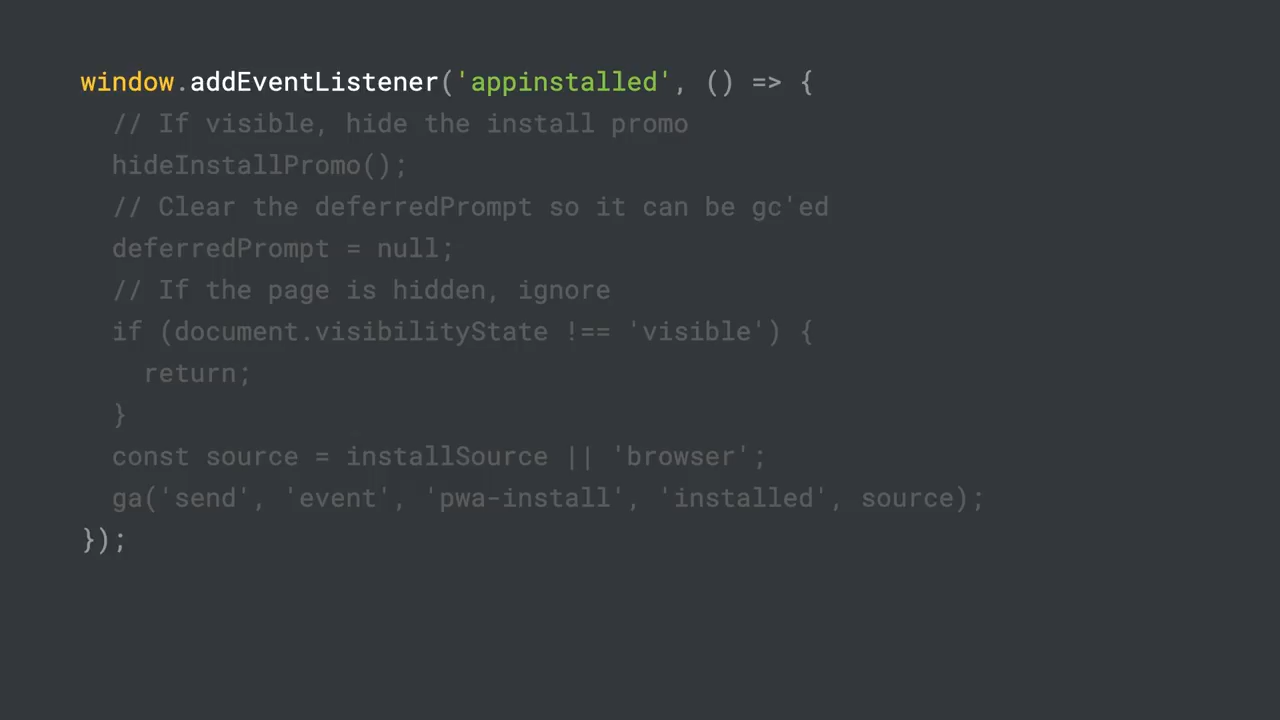 window.addEventListener('appinstalled', () => {
// If visible, hide the install promo
hideInstallPromo();
// Clear the deferredPrompt so it can be gc'ed
deferredPrompt = null;
// If the page is hidden, ignore
if (document.visibilityState !== 'visible') {
return;
}
const source = installSource || 'browser';
ga('send', 'event', 'pwa-install', 'installed', source);
});